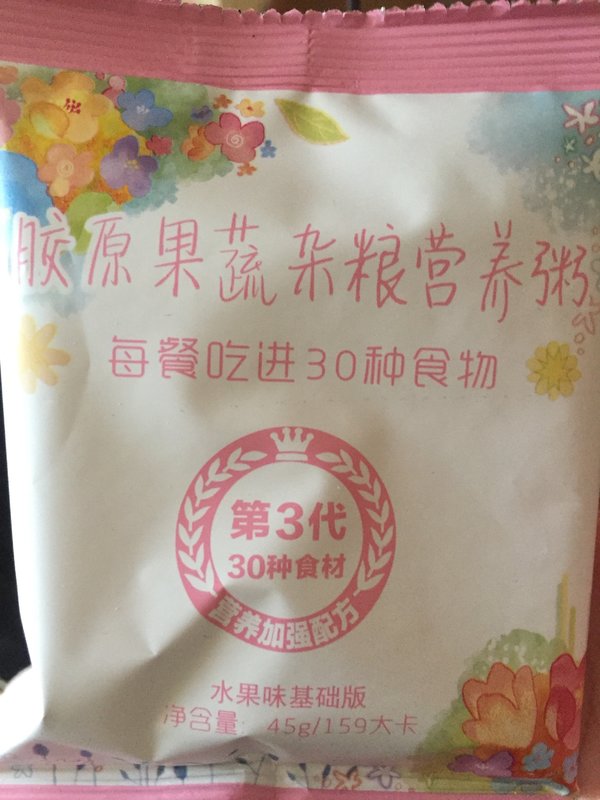 胶原果蔬杂粮营养粥
每餐吃进30种食物
第3代
30种食材
营养加强配方
水果味基础版
净含量 45g/159大卡